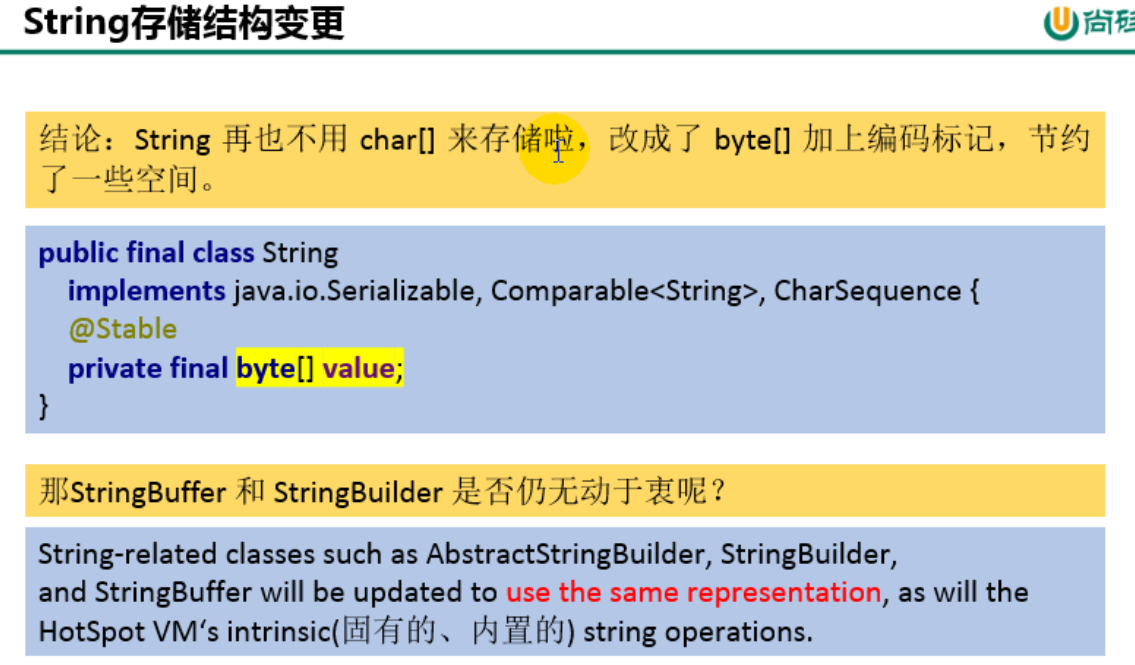 String存储结构变更
尚硅
结论：String 再也不用 char[] 来存储啦，改成了 byte[] 加上编码标记，节约
了一些空间。
public final class String
implements java.io.Serializable, Comparable<String>, CharSequence {
@Stable
private final byte[] value;
}
那StringBuffer 和 StringBuilder 是否仍无动于衷呢？
String-related classes such as AbstractStringBuilder, StringBuilder,
and StringBuffer will be updated to use the same representation, as will the
HotSpot VM‘s intrinsic(固有的、内置的) string operations.